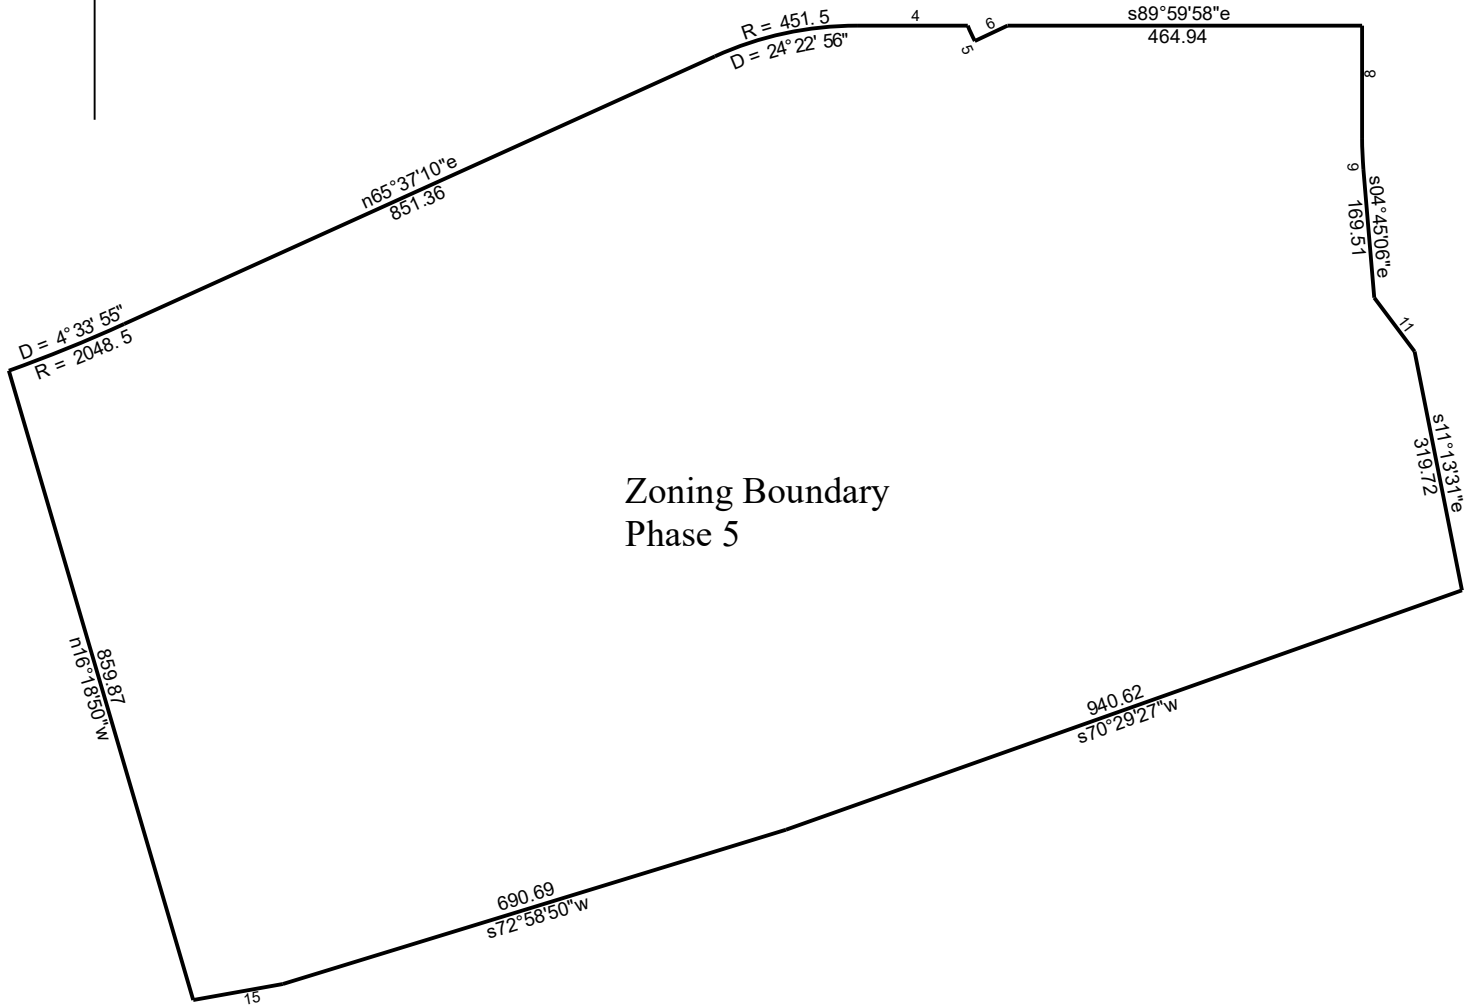 R = 451. 5
D = 24° 22' 56"
4
5
6
s89°59'58"e
464.94
8
9
s04°45'06"e
169.51
11
n65°37'10"e
851.36
D = 4° 33' 55"
R = 2048. 5
s11°13'31"e
319.72
Zoning Boundary
Phase 5
859.87
n16°18'50"w
940.62
s70°29'27"w
690.69
s72°58'50"w
15